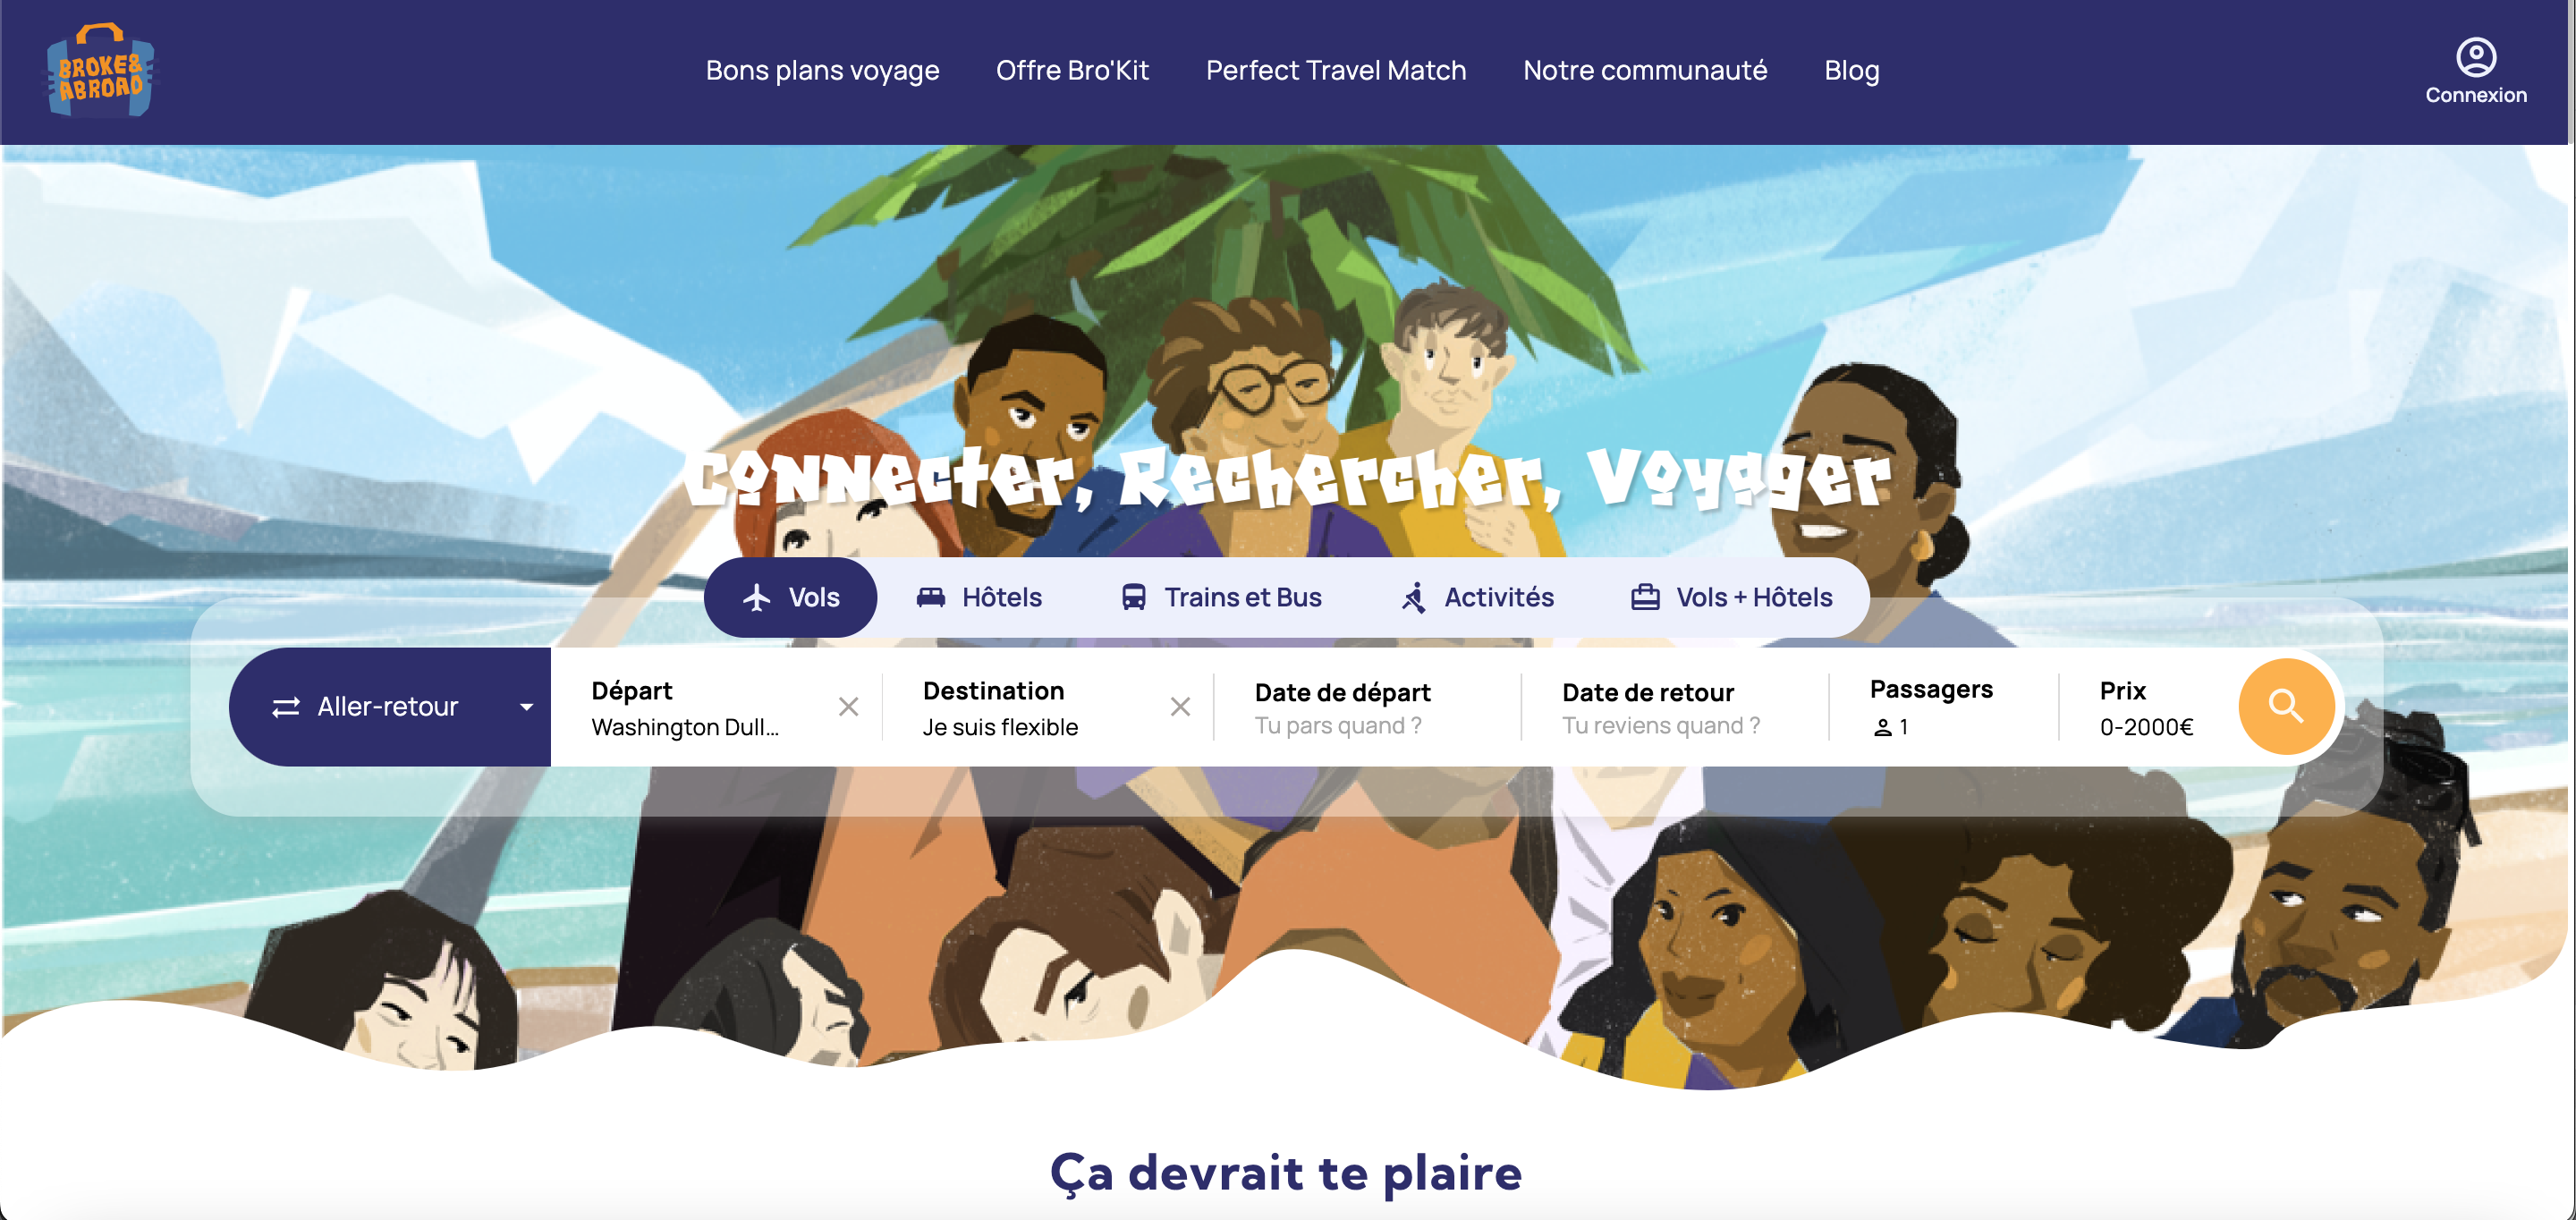 BROKE&
ABROAD
Bons plans voyage
Offre Bro'Kit
Perfect Travel Match
Notre communauté
Blog
Connexion
Connecter, Rechercher, Voyager
Vols
Hôtels
Trains et Bus
Activités
Vols + Hôtels
Aller-retour
Départ
Washington Dull...
Destination
Je suis flexible
Date de départ
Tu pars quand ?
Date de retour
Tu reviens quand ?
Passagers
1
Prix
0-2000€
Ça devrait te plaire